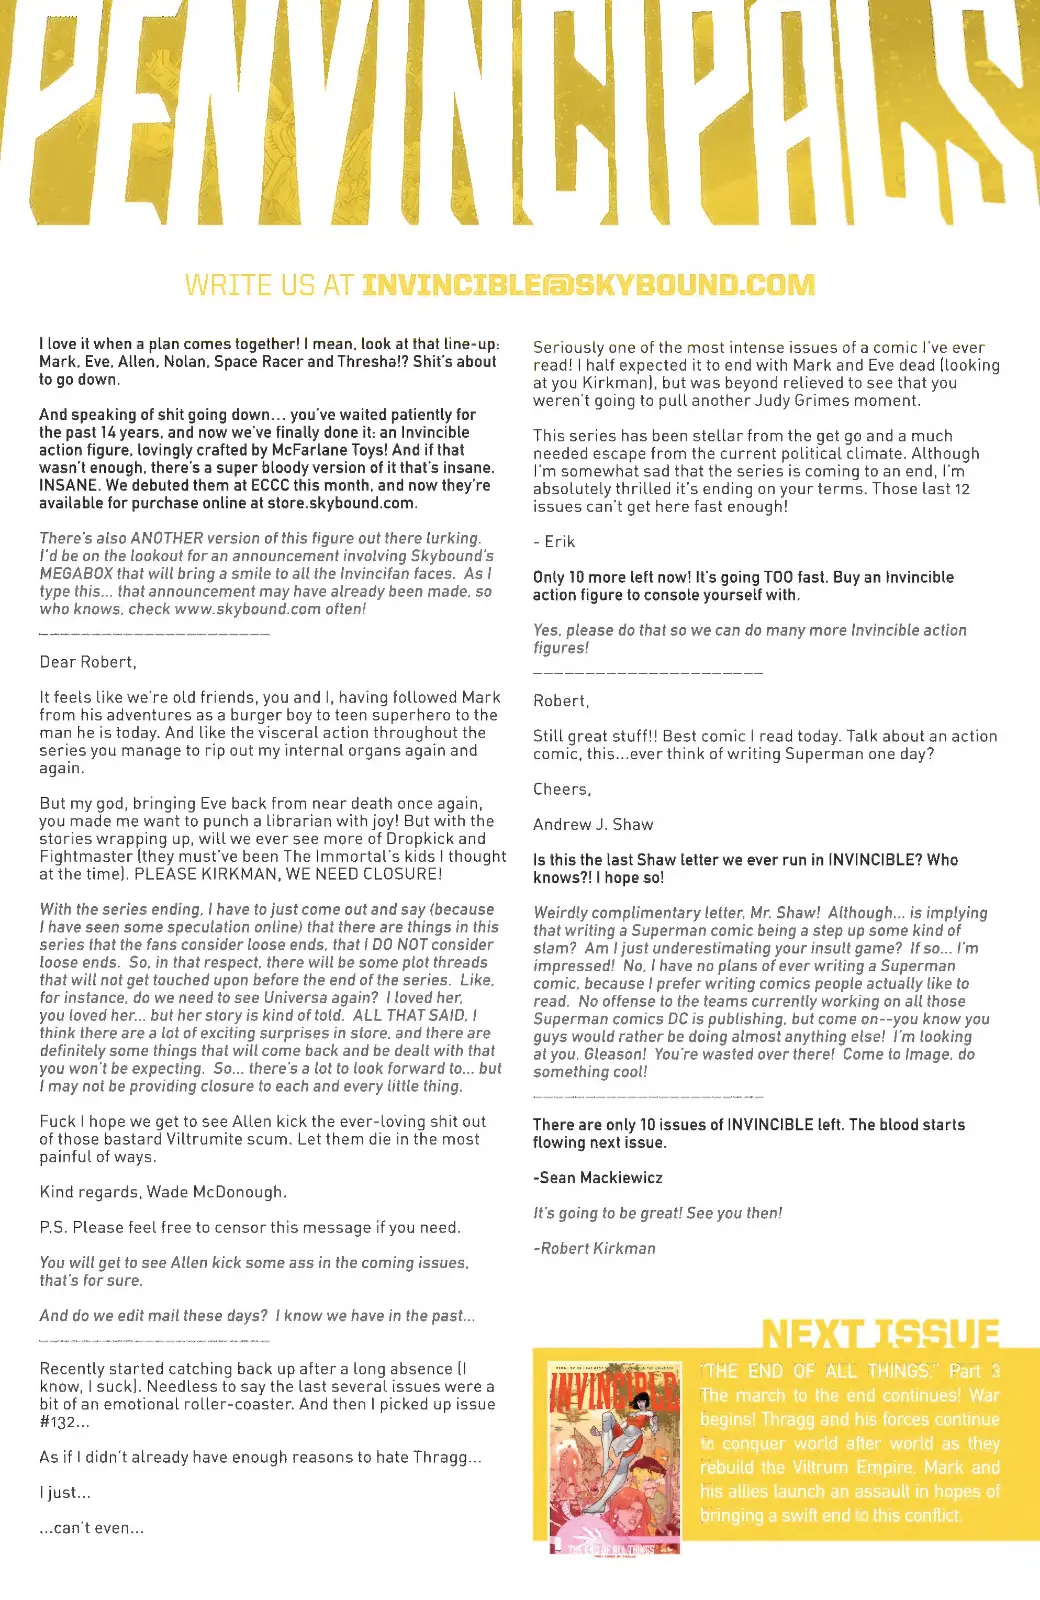 PENVINCIPALS
WRITE US AT INVINCIBLE@SKYBOUND.COM
I love it when a plan comes together! I mean, look at that line-up:
Mark, Eve, Allen, Nolan, Space Racer and Thresha!? Shit's about
to go down.
And speaking of shit going down... you've waited patiently for
the past 14 years, and now we've finally done it: an Invincible
action figure, lovingly crafted by McFarlane Toys! And if that
wasn't enough, there's a super bloody version of it that's insane.
INSANE. We debuted them at ECCC this month, and now they're
available for purchase online at store.skybound.com.
There's also ANOTHER version of this figure out there lurking.
I'd be on the lookout for an announcement involving Skybound's
MEGABOX that will bring a smile to all the Invincifan faces. As I
type this... that announcement may have already been made, so
who knows, check www.skybound.com often!
Dear Robert,
It feels like we're old friends, you and I, having followed Mark
from his adventures as a burger boy to teen superhero to the
man he is today. And like the visceral action throughout the
series you manage to rip out my internal organs again and
again.
But my god, bringing Eve back from near death once again,
you made me want to punch a librarian with joy! But with the
stories wrapping up, will we ever see more of Dropkick and
Fightmaster (they must've been The Immortal's kids I thought
at the time). PLEASE KIRKMAN, WE NEED CLOSURE!
With the series ending, I have to just come out and say (because
I have seen some speculation online) that there are things in this
series that the fans consider loose ends, that I DO NOT consider
loose ends. So, in that respect, there will be some plot threads
that will not get touched upon before the end of the series. Like,
for instance, do we need to see Universa again? I loved her,
you loved her... but her story is kind of told. ALL THAT SAID, I
think there are a lot of exciting surprises in store, and there are
definitely some things that will come back and be dealt with that
you won't be expecting. So... there's a lot to look forward to... but
I may not be providing closure to each and every little thing.
Fuck I hope we get to see Allen kick the ever-loving shit out
of those bastard Viltrumite scum. Let them die in the most
painful of ways.
Kind regards, Wade McDonough.
P.S. Please feel free to censor this message if you need.
You will get to see Allen kick some ass in the coming issues,
that's for sure.
And do we edit mail these days? I know we have in the past...
Recently started catching back up after a long absence (I
know, I suck). Needless to say the last several issues were a
bit of an emotional roller-coaster. And then I picked up issue
#132...
As if I didn't already have enough reasons to hate Thragg...
I just...
...can't even...
Seriously one of the most intense issues of a comic I've ever
read! I half expected it to end with Mark and Eve dead (looking
at you Kirkman), but was beyond relieved to see that you
weren't going to pull another Judy Grimes moment.
This series has been stellar from the get go and a much
needed escape from the current political climate. Although
I'm somewhat sad that the series is coming to an end, I'm
absolutely thrilled it's ending on your terms. Those last 12
issues can't get here fast enough!
- Erik
Only 10 more left now! It's going TOO fast. Buy an Invincible
action figure to console yourself with.
Yes, please do that so we can do many more Invincible action
figures!
Robert,
Still great stuff!! Best comic I read today. Talk about an action
comic, this...ever think of writing Superman one day?
Cheers,
Andrew J. Shaw
Is this the last Shaw letter we ever run in INVINCIBLE? Who
knows?! I hope so!
Weirdly complimentary letter, Mr. Shaw! Although... is implying
that writing a Superman comic being a step up some kind of
slam? Am I just underestimating your insult game? If so... I'm
impressed! No, I have no plans of ever writing a Superman
comic, because I prefer writing comics people actually like to
read. No offense to the teams currently working on all those
Superman comics DC is publishing, but come on--you know you
guys would rather be doing almost anything else! I'm looking
at you, Gleason! You're wasted over there! Come to Image, do
something cool!
There are only 10 issues of INVINCIBLE left. The blood starts
flowing next issue.
-Sean Mackiewicz
It's going to be great! See you then!
-Robert Kirkman
NEXT ISSUE
"THE END OF ALL THINGS," Part 3
The march to the end continues! War
begins! Thragg and his forces continue
to conquer world after world as they
rebuild the Viltrum Empire. Mark and
his allies launch an assault in hopes of
bringing a swift end to this conflict.
INVINCIBLE
THE END OF ALL THINGS